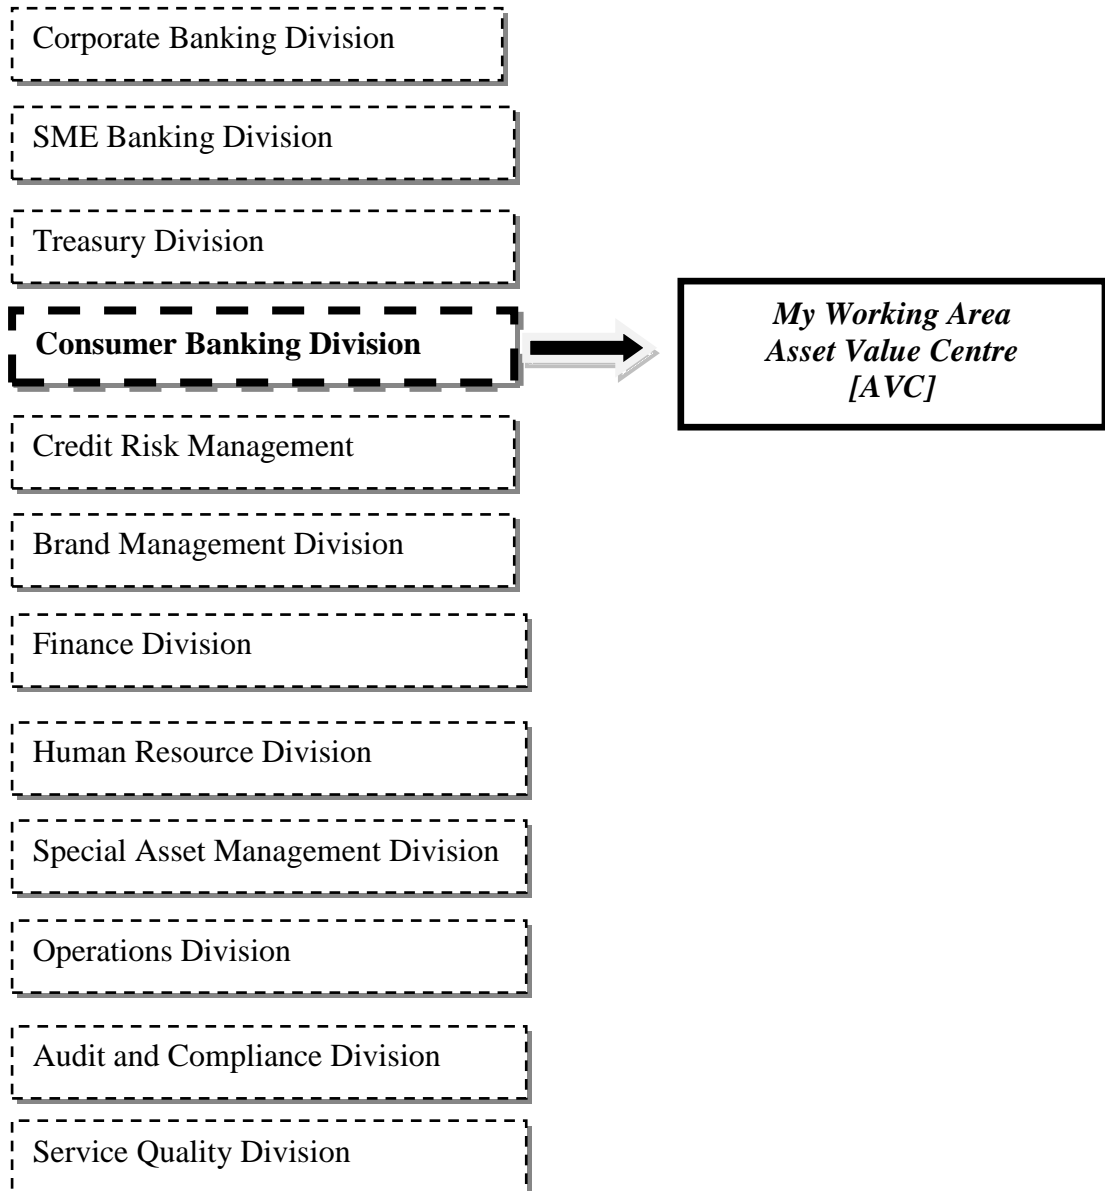 Corporate Banking Division
SME Banking Division
Treasury Division
Consumer Banking Division
My Working Area
Asset Value Centre
[AVC]
Credit Risk Management
Brand Management Division
Finance Division
Human Resource Division
Special Asset Management Division
Operations Division
Audit and Compliance Division
Service Quality Division